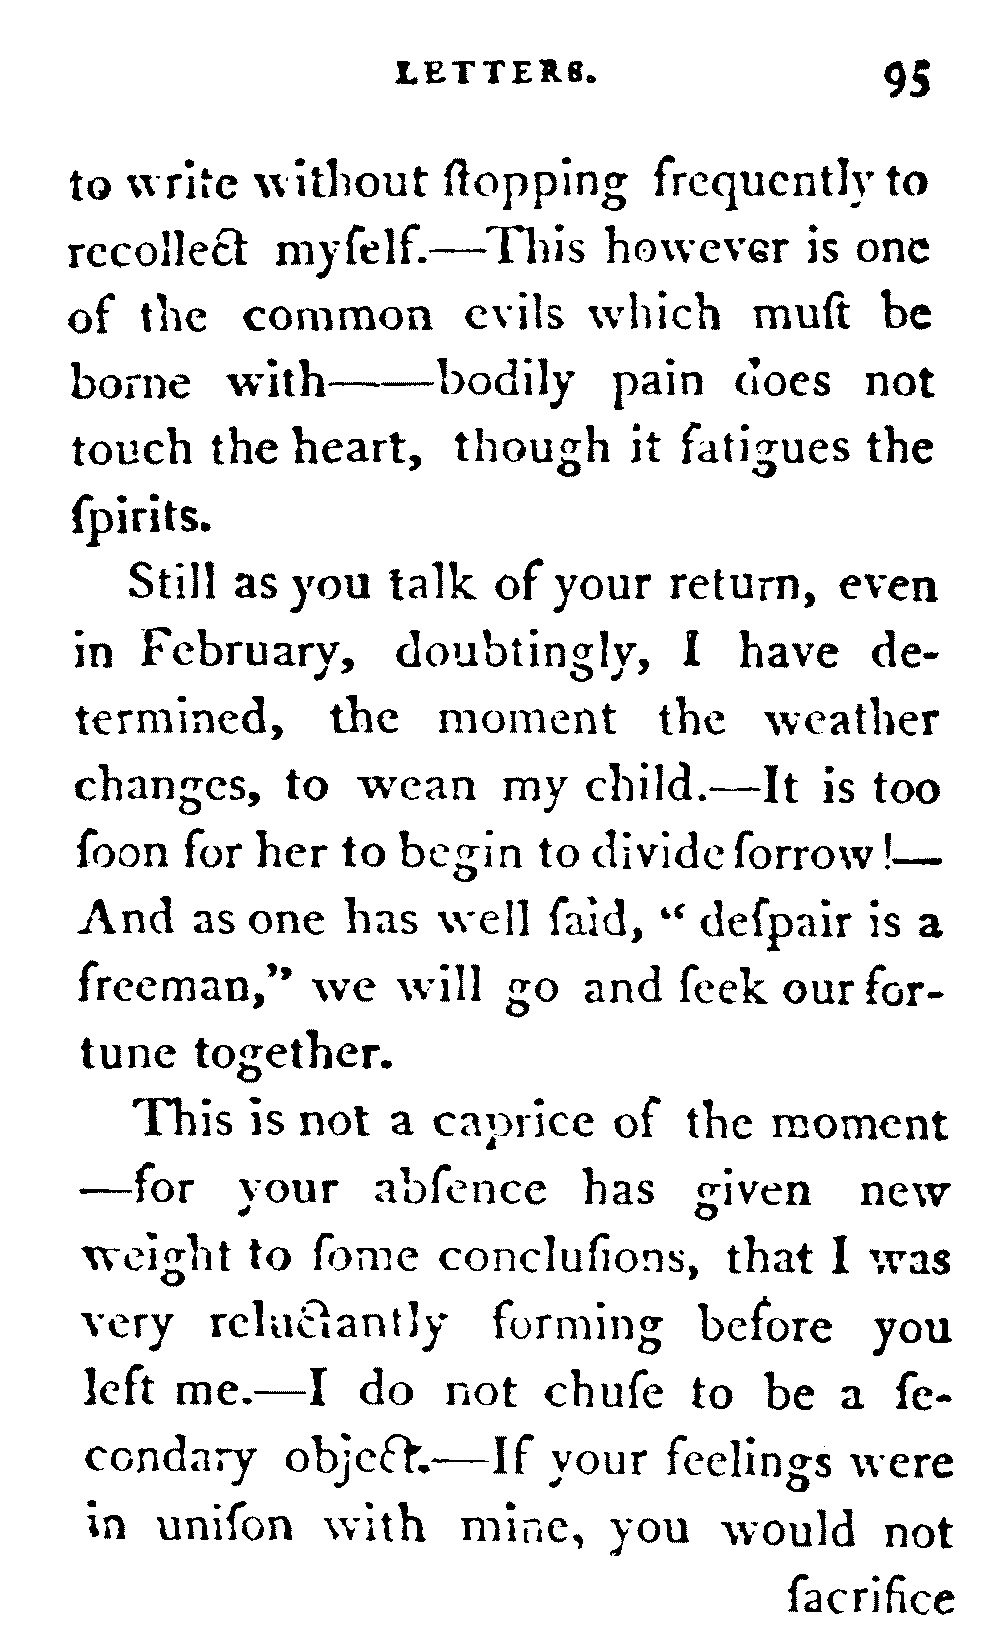 LETTERS. 95
to write without ſtopping frequently to
recollect myſelf.—This however is one
of the common evils which muſt be
borne with——bodily pain does not
touch the heart, though it fatigues the
ſpirits.
Still as you talk of your return, even
in February, doubtingly, I have de-
termined, the moment the weather
changes, to wean my child.—It is too
ſoon for her to begin to divide ſorrow!—
And as one has well ſaid, “ deſpair is a
freeman,” we will go and ſeek our for-
tune together.
This is not a caprice of the moment
—for your abſence has given new
weight to ſome concluſions, that I was
very reluctantly forming before you
left me.—I do not chuſe to be a ſe-
condary object.—If your feelings were
in uniſon with mine, you would not
ſacrifice